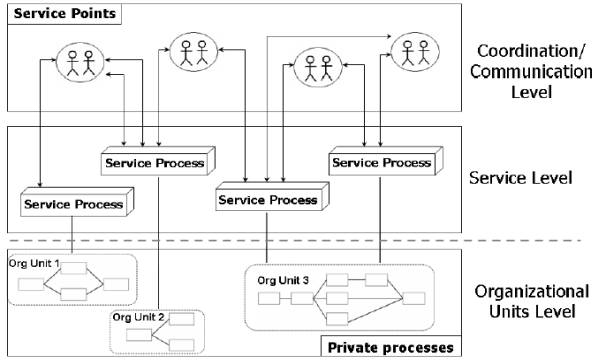 Service Points
Coordination/
Communication
Level
Service Process
Service Process
Service Process
Service Process
Service Level
Org Unit 1
Org Unit 2
Org Unit 3
Organizational
Units Level
Private processes